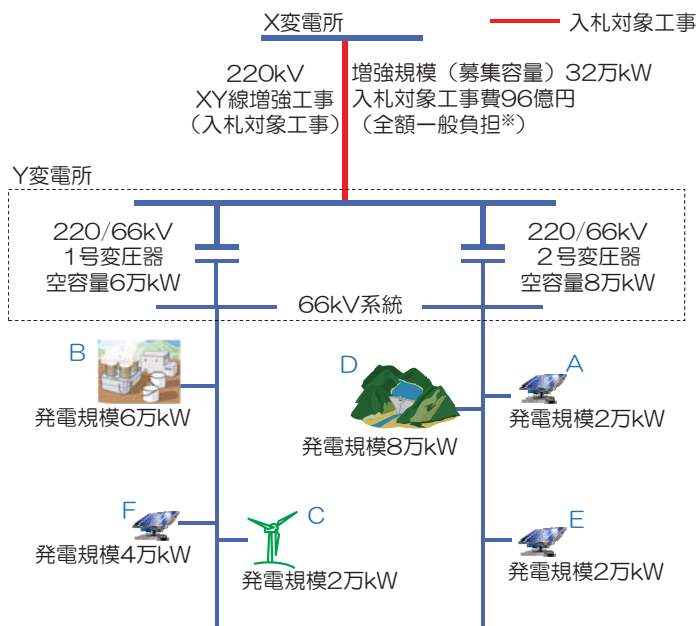 X変電所
入札対象工事
220kV
XY線増強工事
（入札対象工事）
増強規模（募集容量）32万kW
入札対象工事費96億円
（全額一般負担※）
Y変電所
220/66kV
1号変圧器
空容量6万kW
220/66kV
2号変圧器
空容量8万kW
66kV系統
B
発電規模6万kW
D
発電規模8万kW
A
発電規模2万kW
F
発電規模4万kW
C
発電規模2万kW
E
発電規模2万kW